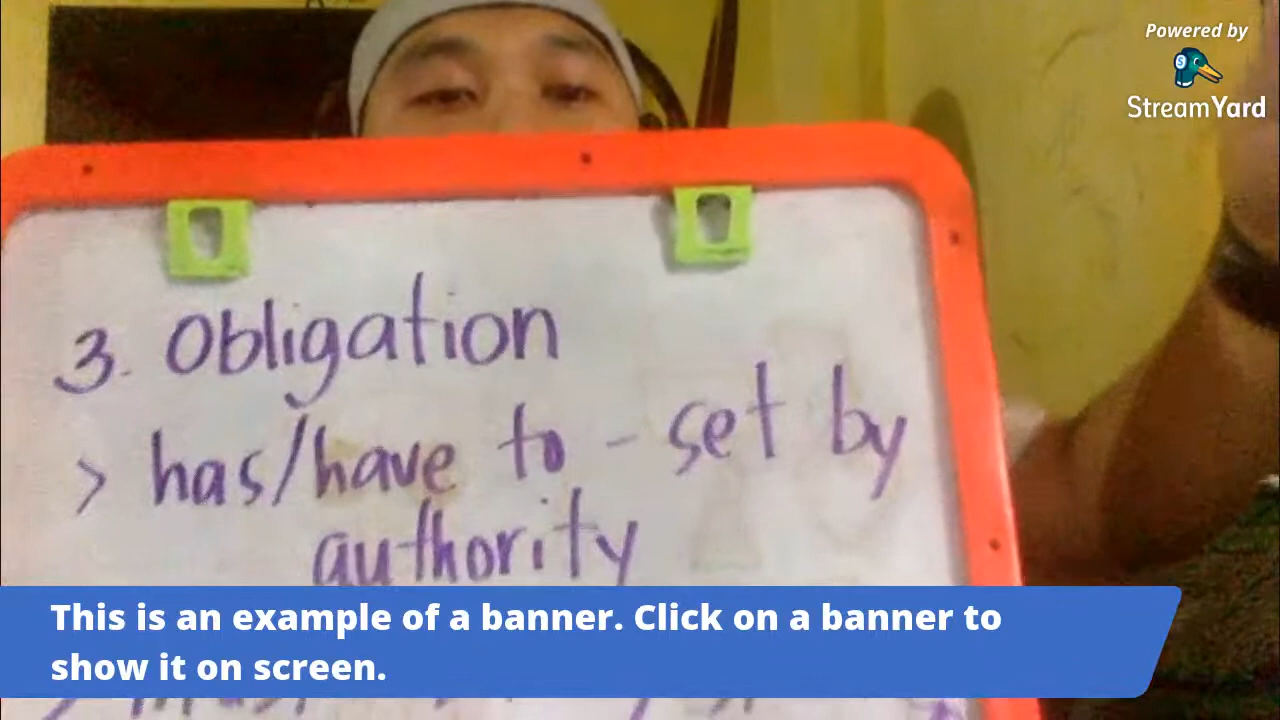 Powered by
StreamYard
3. Obligation
> has/have to - set by
authority
This is an example of a banner. Click on a banner to
show it on screen.